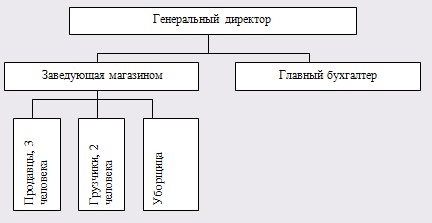 Генеральный директор
Заведующая магазином
Главный бухгалтер
Продавцы, 3
человека
Грузчики, 2
человека
Уборщица